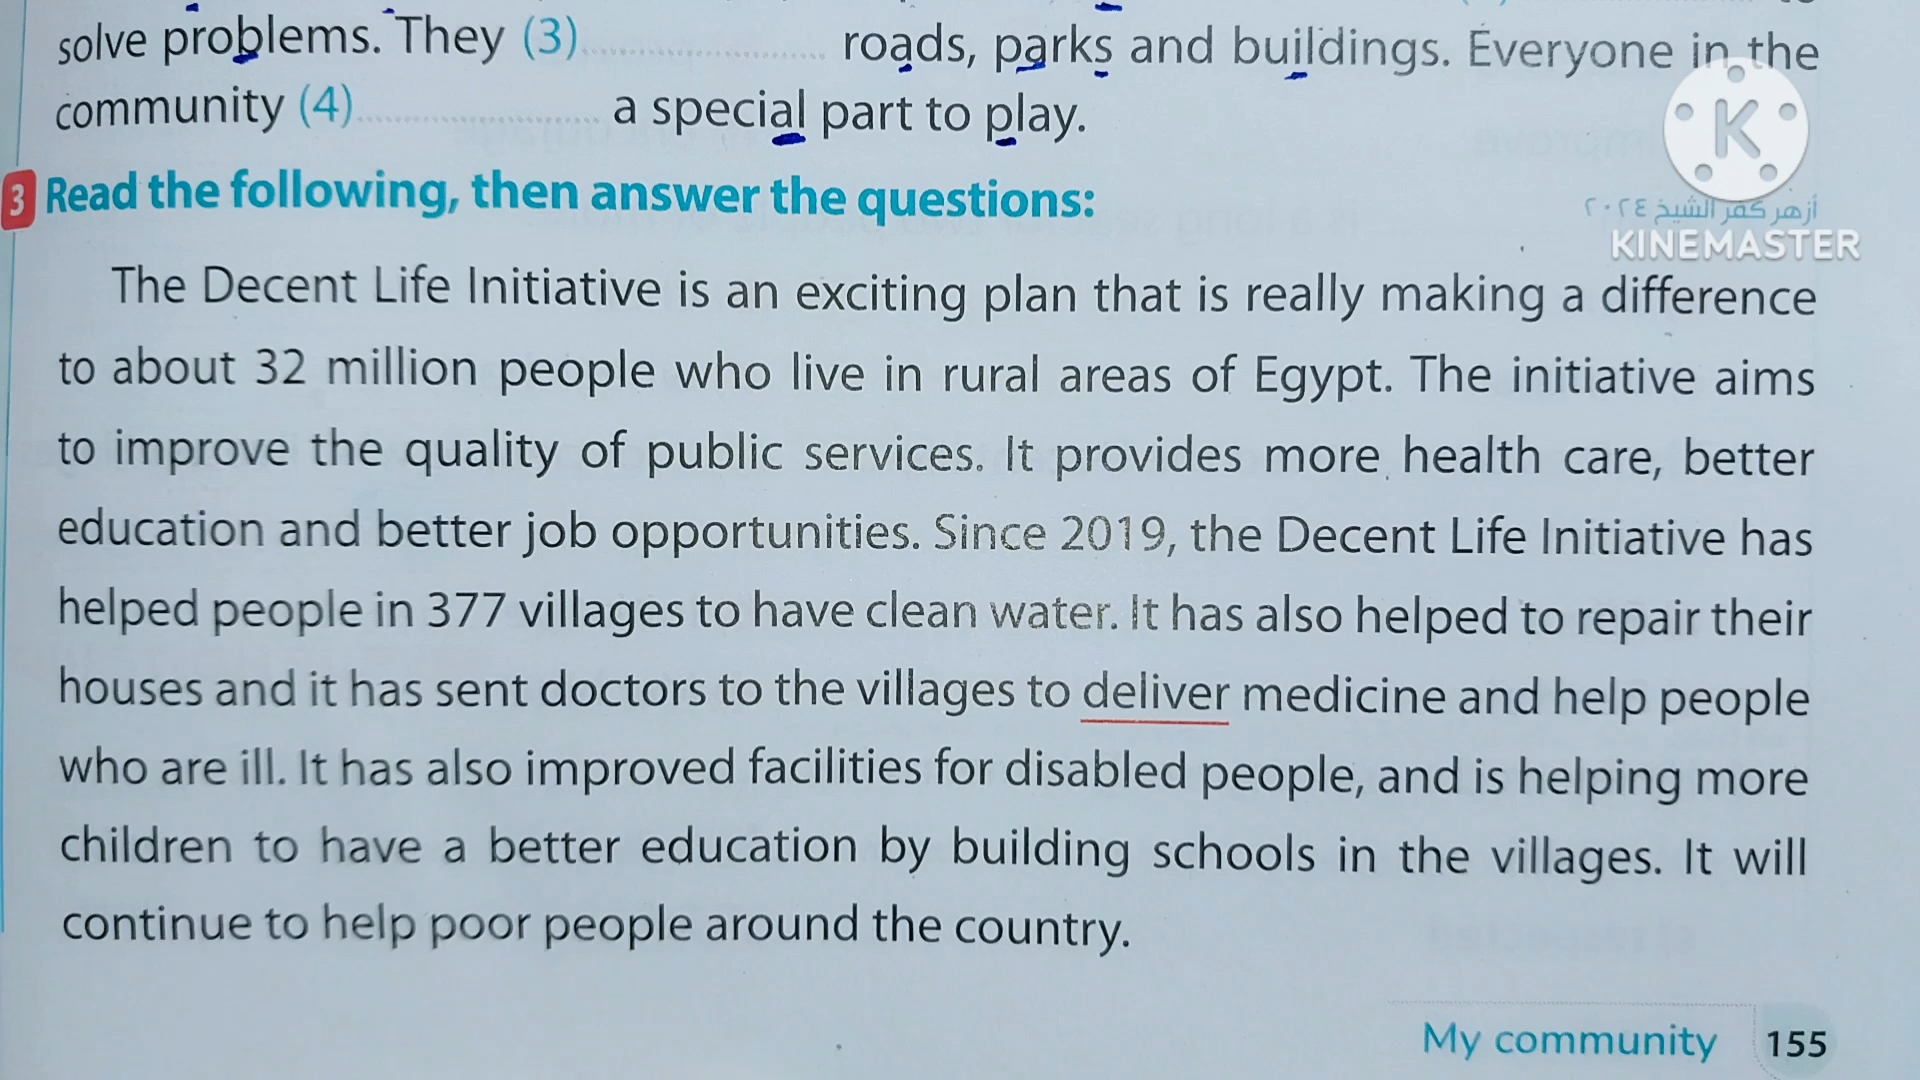 solve problems. They (3)........................ roads, parks and buildings. Everyone in the
community (4)........................ a special part to play.
3 Read the following, then answer the questions:
أزهر كفر الشيخ ٢٠٢٤
K
KINEMASTER
The Decent Life Initiative is an exciting plan that is really making a difference
to about 32 million people who live in rural areas of Egypt. The initiative aims
to improve the quality of public services. It provides more health care, better
education and better job opportunities. Since 2019, the Decent Life Initiative has
helped people in 377 villages to have clean water. It has also helped to repair their
houses and it has sent doctors to the villages to deliver medicine and help people
who are ill. It has also improved facilities for disabled people, and is helping more
children to have a better education by building schools in the villages. It will
continue to help poor people around the country.
My community 155